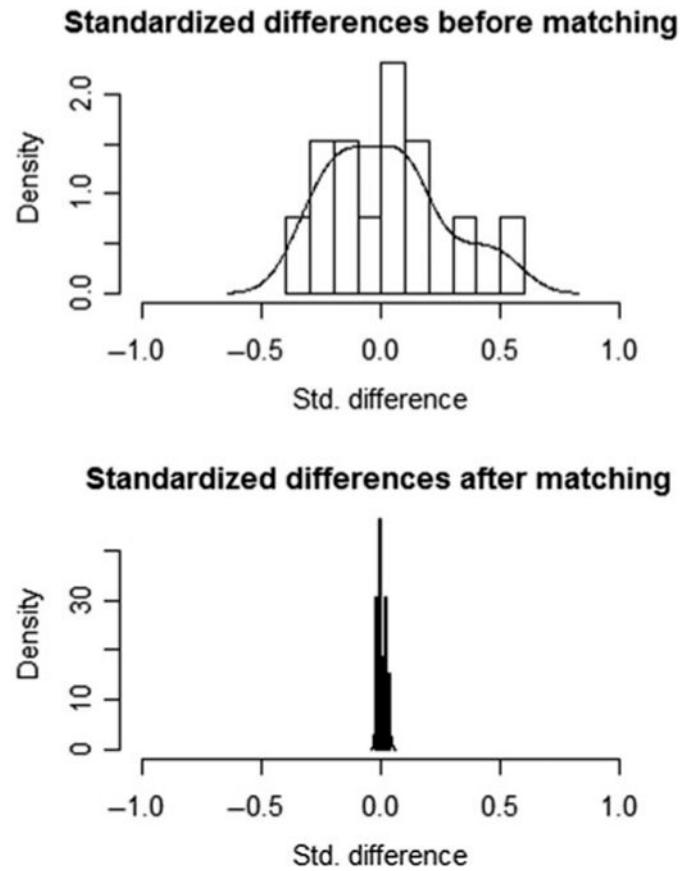 Standardized differences before matching
Density
2.0
1.0
0.0
–1.0 –0.5 0.0 0.5 1.0
Std. difference
Standardized differences after matching
Density
30
10
0
–1.0 –0.5 0.0 0.5 1.0
Std. difference